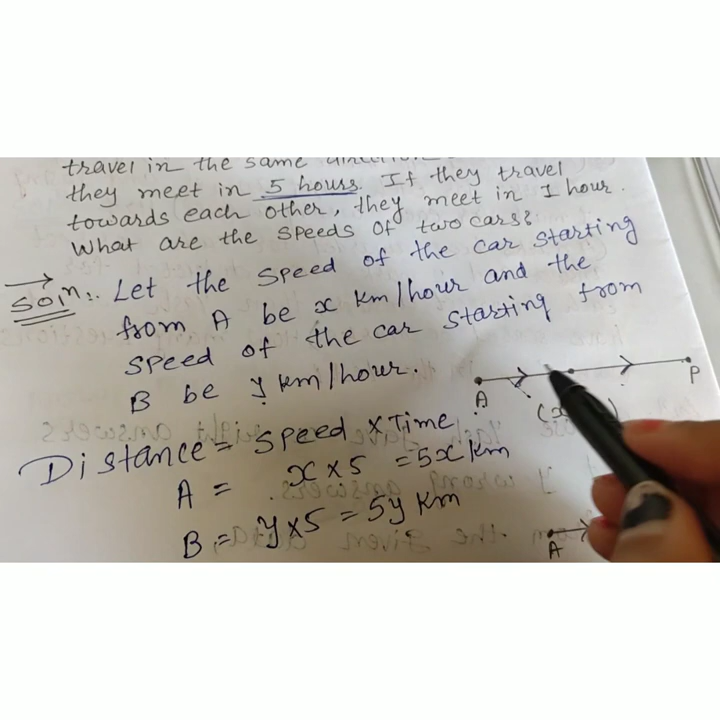 travel in the same direction
they meet in 5 hours. If they travel
towards each other, they meet in 1 hour.
What are the speeds of two cars?
Soln:. Let the speed of the car starting
from A be x km/hour and the
speed of the car starting from
B be y km/hour.
A P
(x
Distance = Speed × Time
A = x×5 = 5x km
B = y×5 = 5y km
A